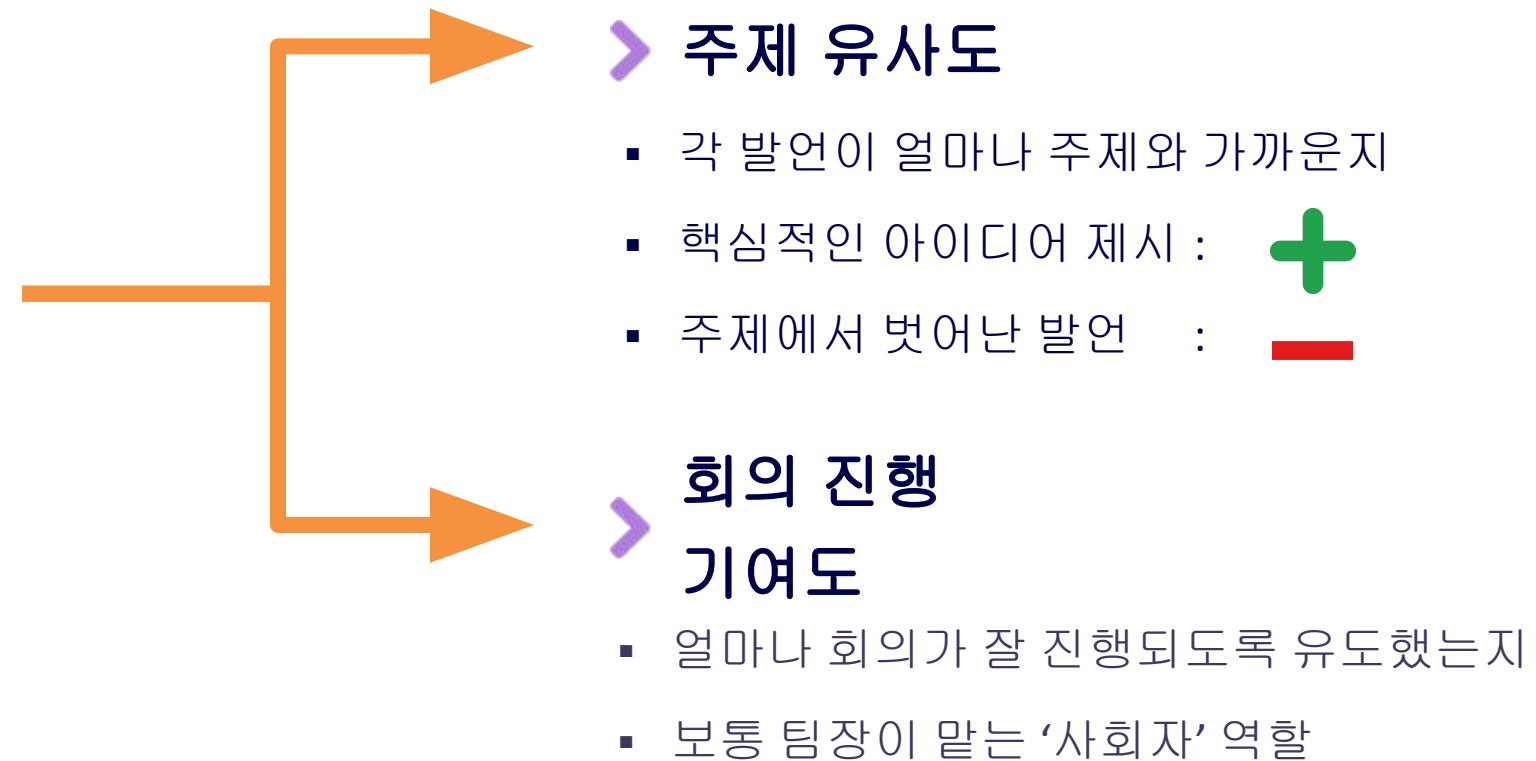 주제 유사도
▪ 각 발언이 얼마나 주제와 가까운지
▪ 핵심적인 아이디어 제시 :
▪ 주제에서 벗어난 발언 :
회의 진행
기여도
▪ 얼마나 회의가 잘 진행되도록 유도했는지
▪ 보통 팀장이 맡는 ‘사회자’ 역할